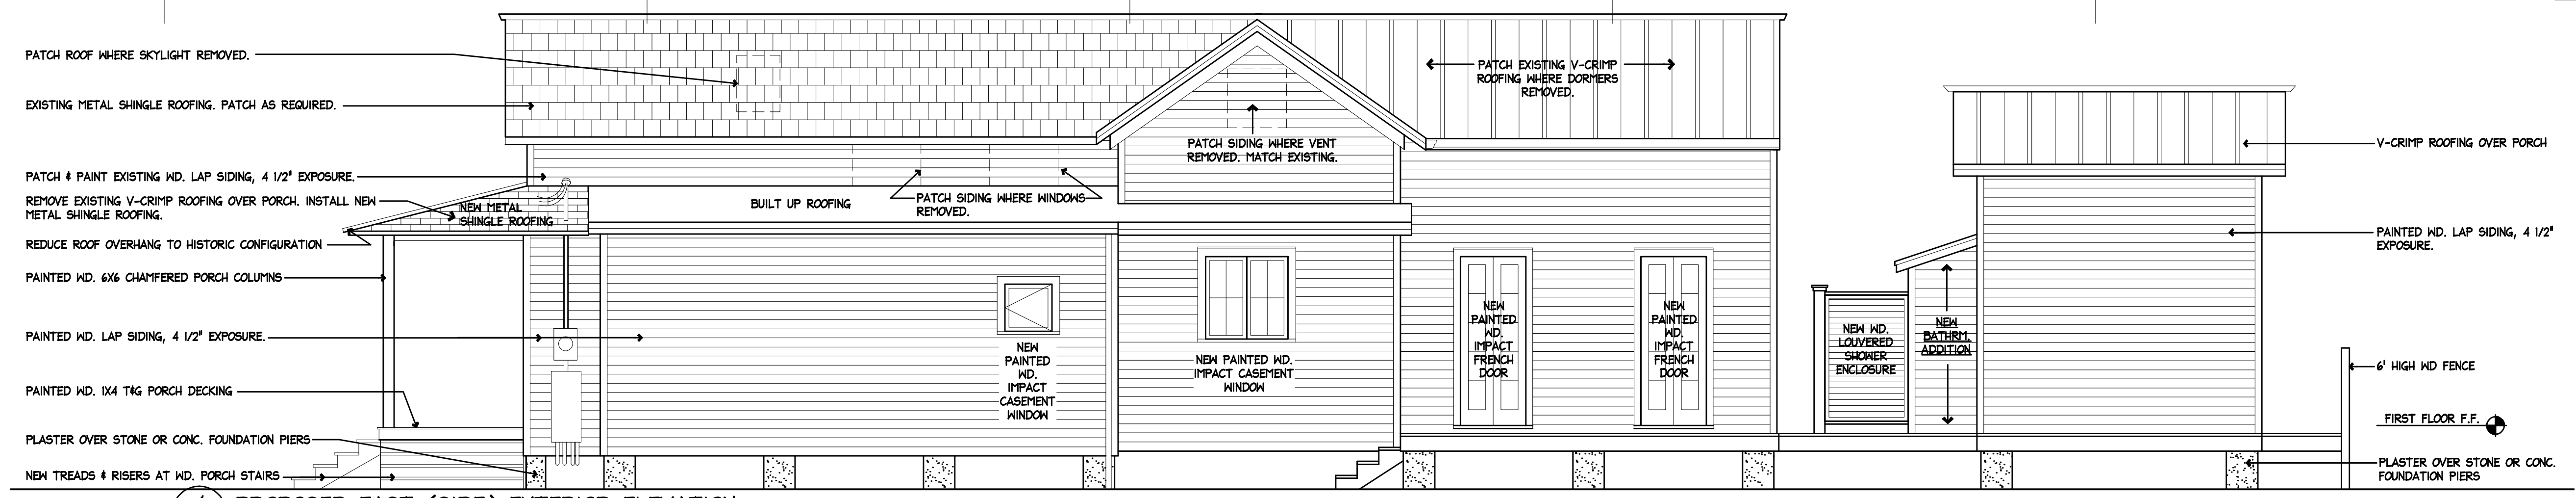 PATCH ROOF WHERE SKYLIGHT REMOVED.
EXISTING METAL SHINGLE ROOFING. PATCH AS REQUIRED.
PATCH & PAINT EXISTING WD. LAP SIDING, 4 1/2" EXPOSURE.
REMOVE EXISTING V-CRIMP ROOFING OVER PORCH. INSTALL NEW
METAL SHINGLE ROOFING.
REDUCE ROOF OVERHANG TO HISTORIC CONFIGURATION
PAINTED WD. 6X6 CHAMFERED PORCH COLUMNS
PAINTED WD. LAP SIDING, 4 1/2" EXPOSURE.
PAINTED WD. 1X4 T&G PORCH DECKING
PLASTER OVER STONE OR CONC. FOUNDATION PIERS
NEW TREADS & RISERS AT WD. PORCH STAIRS
NEW METAL
SHINGLE ROOFING
BUILT UP ROOFING
PATCH SIDING WHERE WINDOWS
REMOVED.
PATCH SIDING WHERE VENT
REMOVED. MATCH EXISTING.
PATCH EXISTING V-CRIMP
ROOFING WHERE DORMERS
REMOVED.
NEW
PAINTED
WD.
IMPACT
CASEMENT
WINDOW
NEW PAINTED WD.
IMPACT CASEMENT
WINDOW
NEW
PAINTED
WD.
IMPACT
FRENCH
DOOR
NEW
PAINTED
WD.
IMPACT
FRENCH
DOOR
NEW WD.
LOUVERED
SHOWER
ENCLOSURE
NEW
BATHRM.
ADDITION
V-CRIMP ROOFING OVER PORCH
PAINTED WD. LAP SIDING, 4 1/2"
EXPOSURE.
6' HIGH WD FENCE
FIRST FLOOR F.F.
PLASTER OVER STONE OR CONC.
FOUNDATION PIERS
PROPOSED EAST (SIDE) EXTERIOR ELEVATION